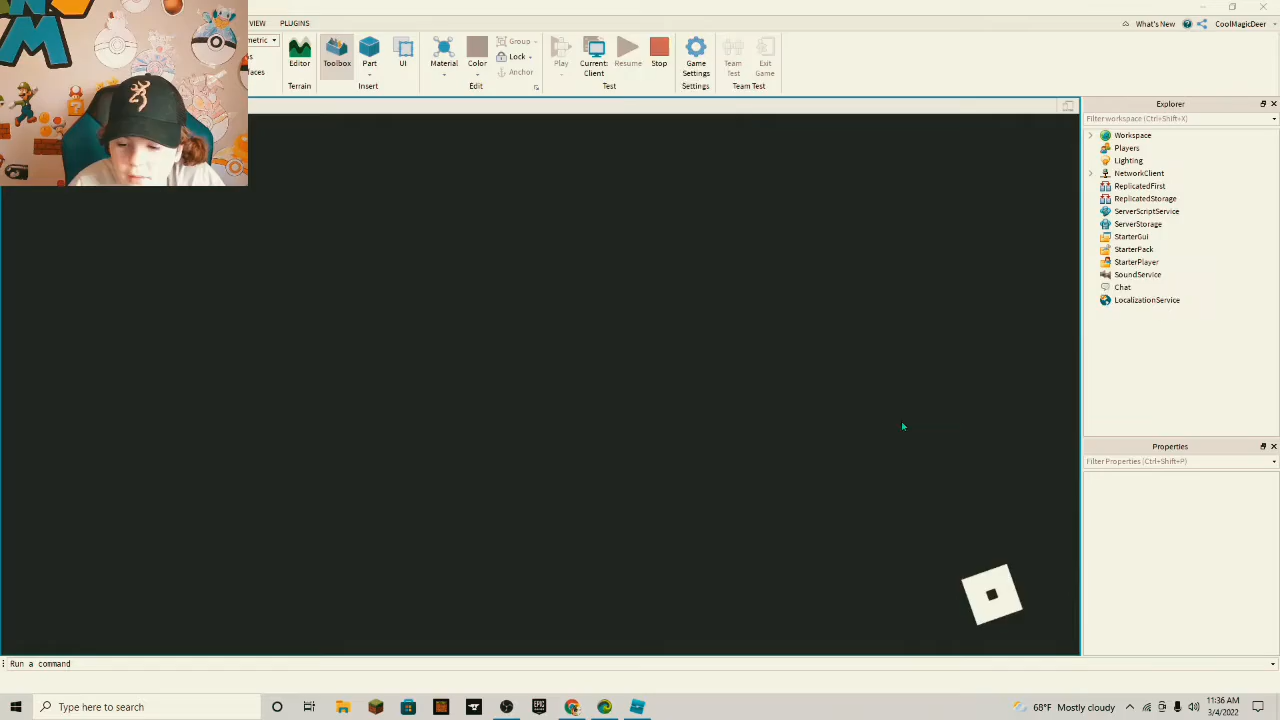 VIEW PLUGINS What's New CoolMagicDeer
metric
Editor Toolbox Part UI Material Color Group Lock Anchor Play Current: Client Resume Stop Game Settings Team Test Exit Game
Terrain Insert Edit Test Settings Team Test
Explorer
Filter workspace (Ctrl+Shift+X)
Workspace
Players
Lighting
NetworkClient
ReplicatedFirst
ReplicatedStorage
ServerScriptService
ServerStorage
StarterGui
StarterPack
StarterPlayer
SoundService
Chat
LocalizationService
Properties
Filter Properties (Ctrl+Shift+P)
Run a command
Type here to search
EPIC
68°F Mostly cloudy
11:36 AM
3/4/2022